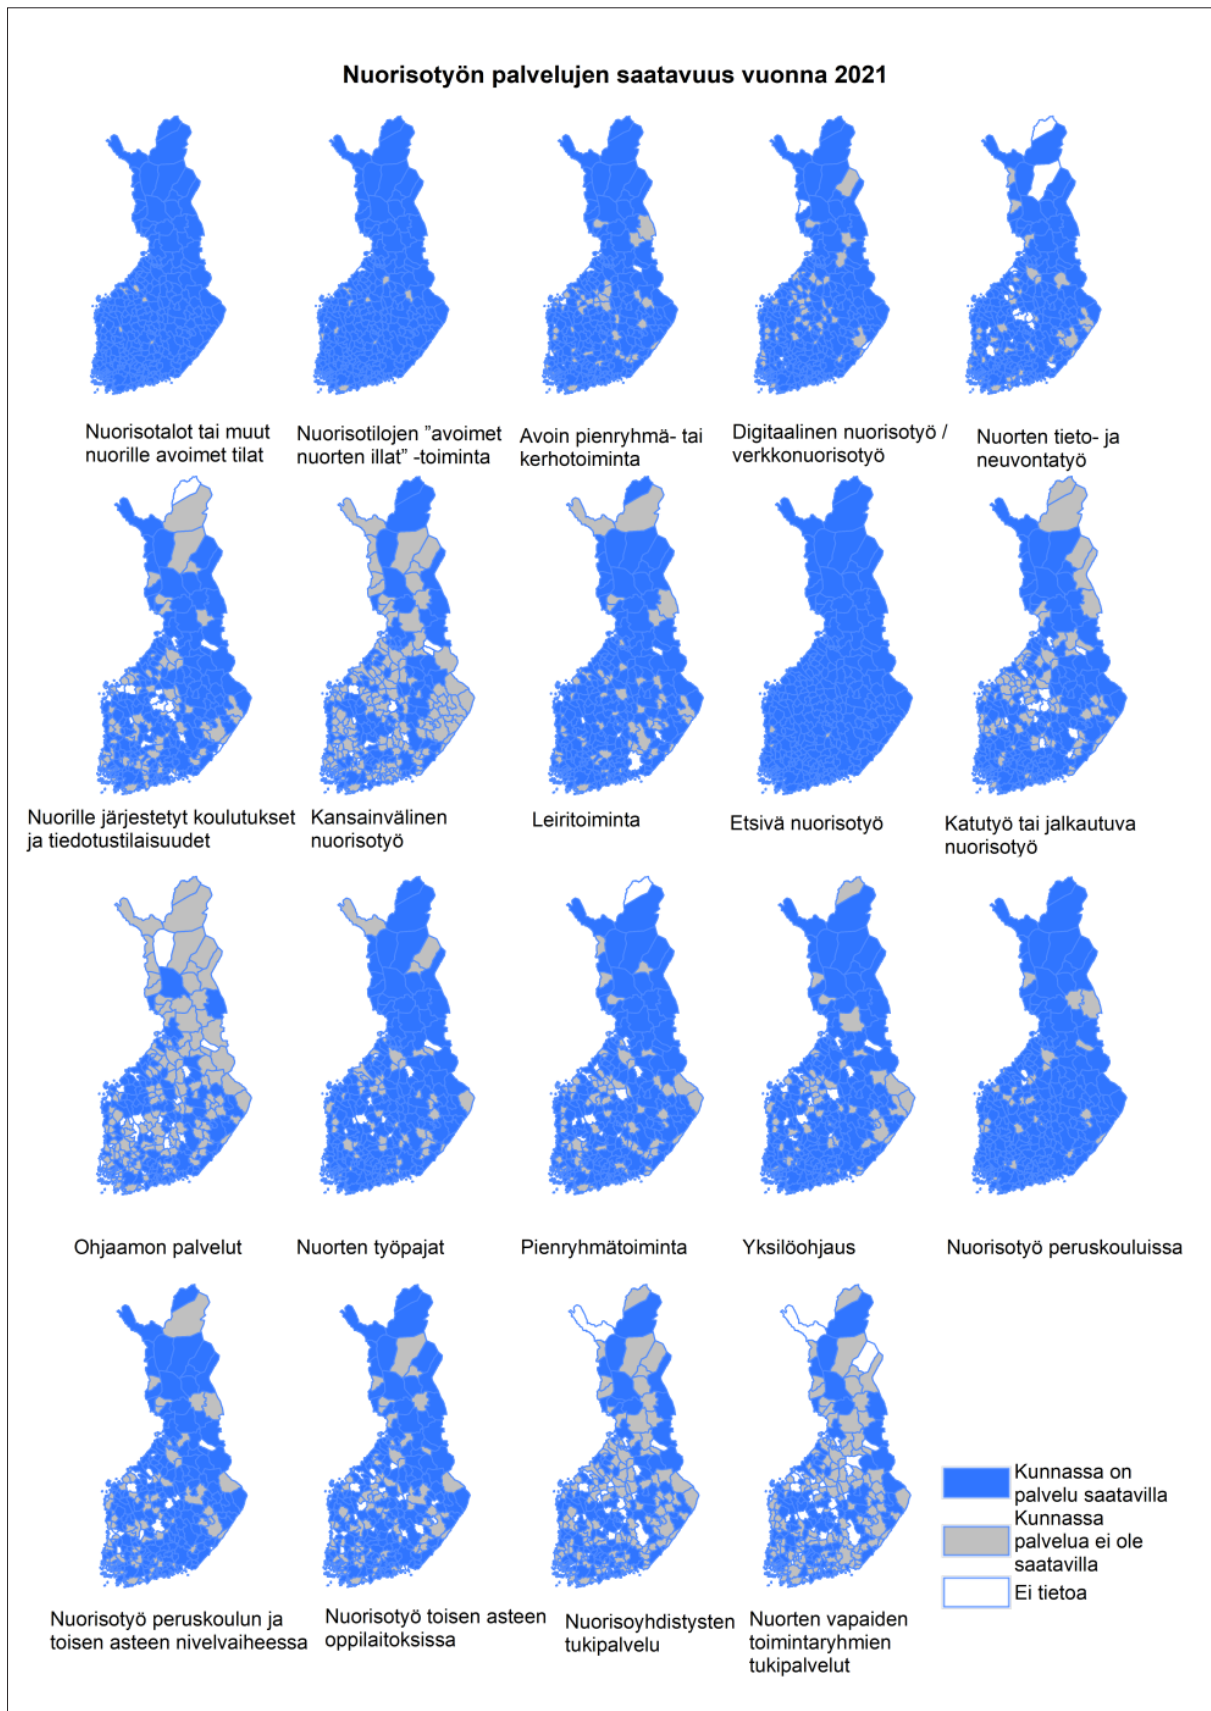 Nuorisotyön palvelujen saatavuus vuonna 2021
Nuorisotalot tai muut
nuorille avoimet tilat
Nuorisotilojen ”avoimet
nuorten illat” -toiminta
Avoin pienryhmä- tai
kerhotoiminta
Digitaalinen nuorisotyö /
verkkonuorisotyö
Nuorten tieto- ja
neuvontatyö
Nuorille järjestetyt koulutukset
ja tiedotustilaisuudet
Kansainvälinen
nuorisotyö
Leiritoiminta
Etsivä nuorisotyö
Katutyö tai jalkautuva
nuorisotyö
Ohjaamon palvelut
Nuorten työpajat
Pienryhmätoiminta
Yksilöohjaus
Nuorisotyö peruskouluissa
Nuorisotyö peruskoulun ja
toisen asteen nivelvaiheessa
Nuorisotyö toisen asteen
oppilaitoksissa
Nuorisoyhdistysten
tukipalvelu
Nuorten vapaiden
toimintaryhmien
tukipalvelut
Kunnassa on
palvelu saatavilla
Kunnassa
palvelua ei ole
saatavilla
Ei tietoa